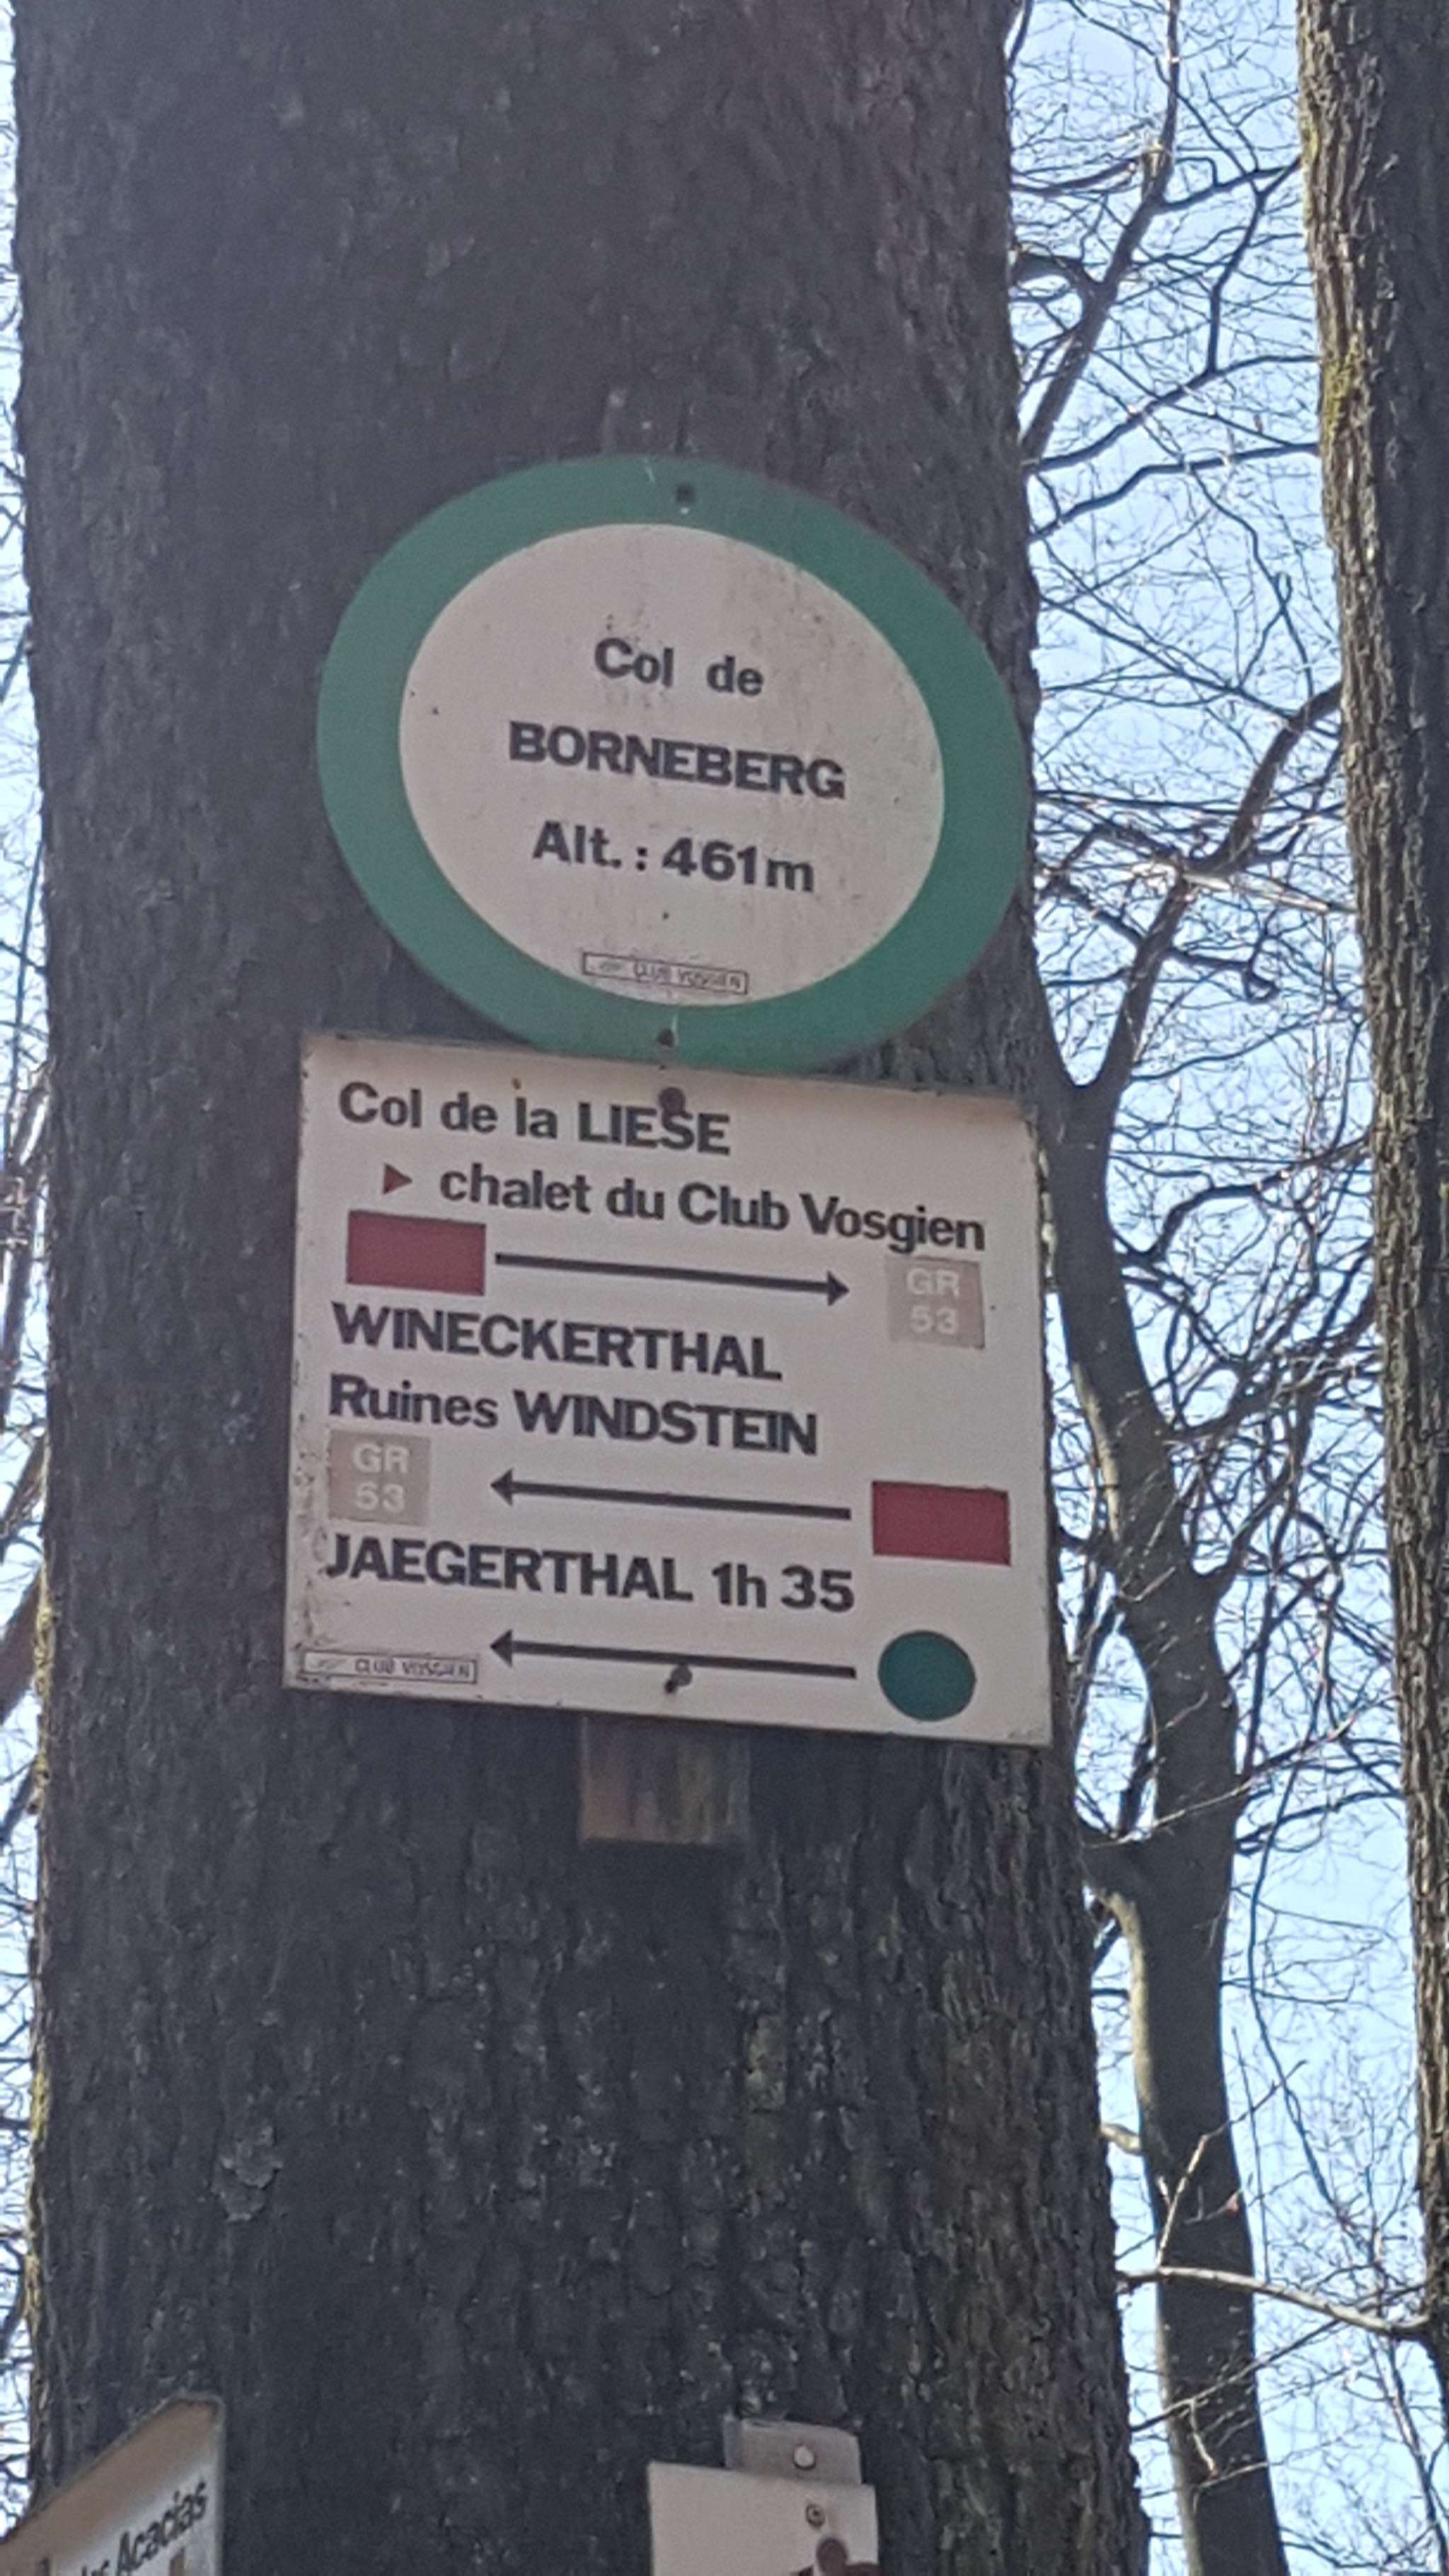 Col de
BORNEBERG
Alt. : 461m
CLUB VOSGIEN
Col de la LIESE
chalet du Club Vosgien
GR
53
WINECKERTHAL
Ruines WINDSTEIN
GR
53
JAEGERTHAL 1h 35
CLUB VOSGIEN
Acacias